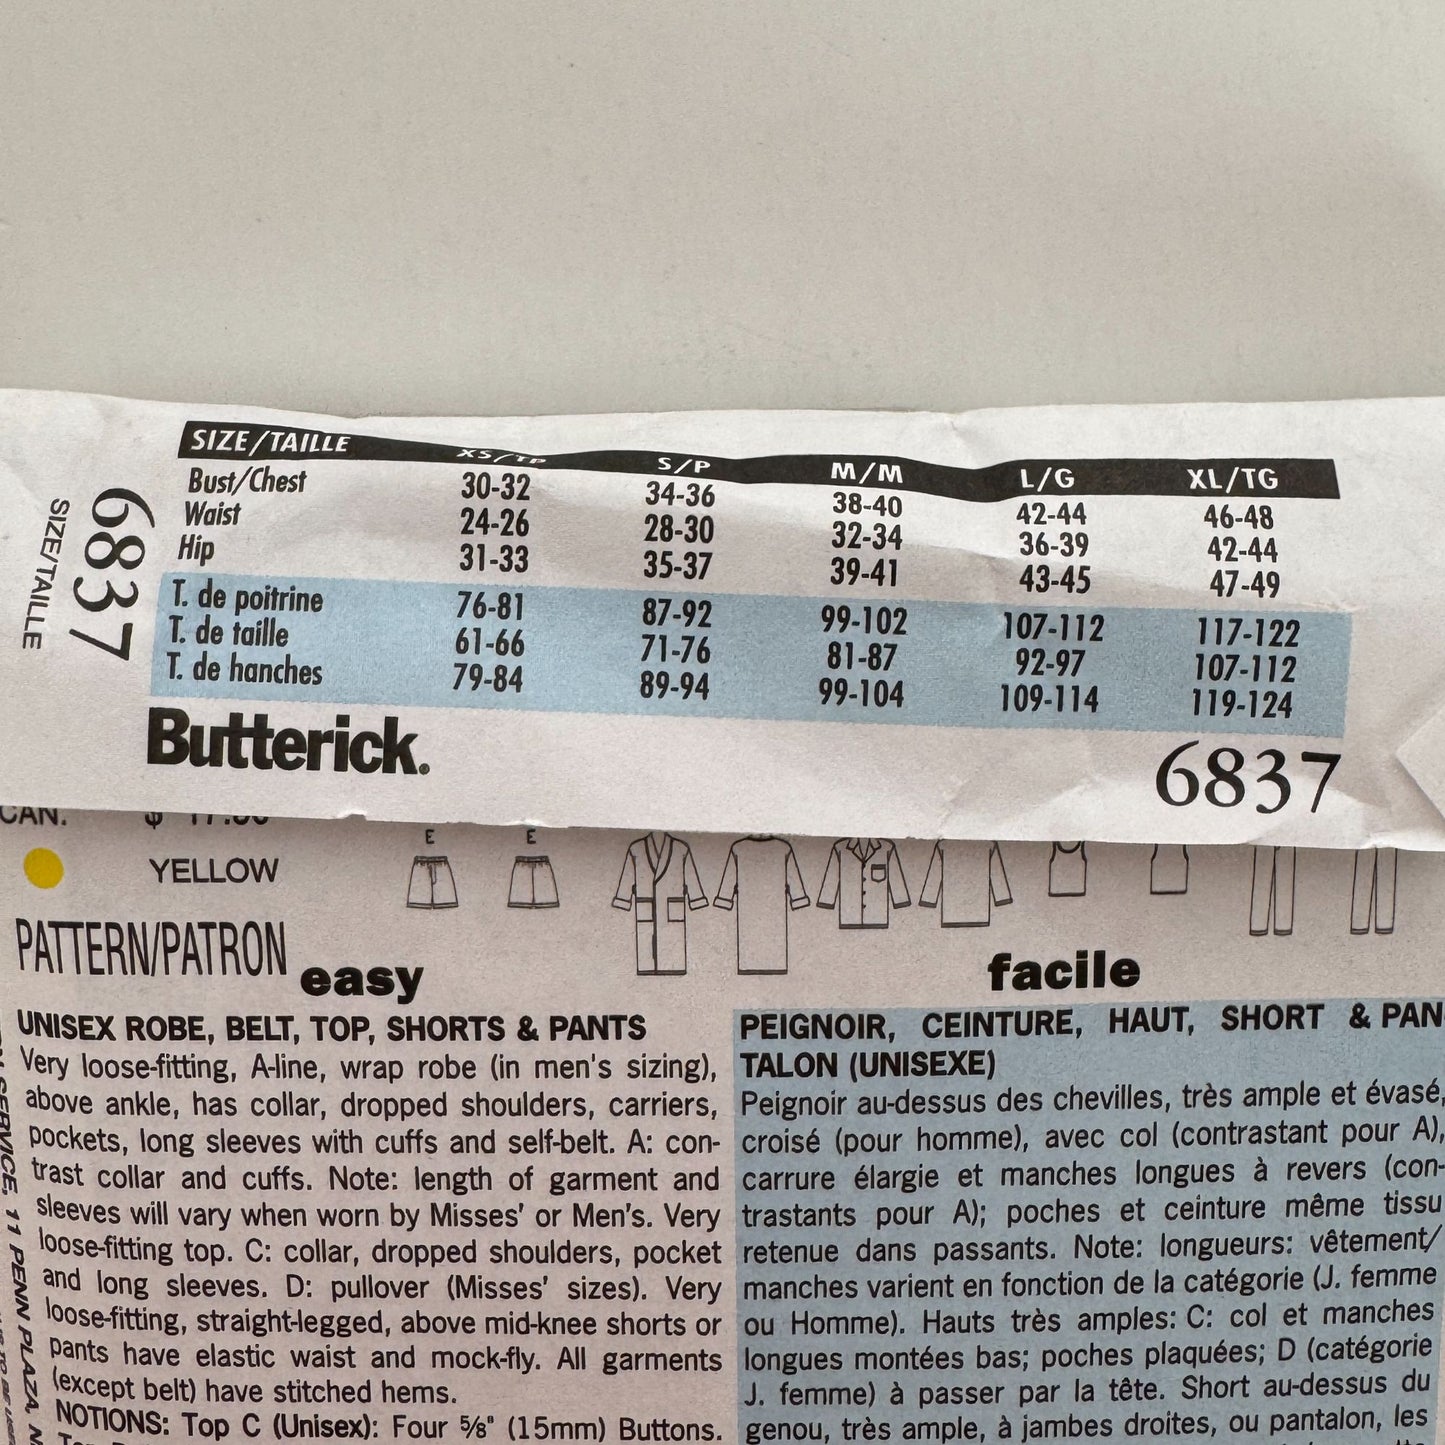 SIZE/TAILLE XS/TP S/P M/M L/G XL/TG
Bust/Chest 30-32 34-36 38-40 42-44 46-48
Waist 24-26 28-30 32-34 36-39 42-44
Hip 31-33 35-37 39-41 43-45 47-49
T. de poitrine 76-81 87-92 99-102 107-112 117-122
T. de taille 61-66 71-76 81-87 92-97 107-112
T. de hanches 79-84 89-94 99-104 109-114 119-124
6837
SIZE/TAILLE
Butterick. 6837
CAN.
YELLOW
E E
PATTERN/PATRON
easy
UNISEX ROBE, BELT, TOP, SHORTS & PANTS
Very loose-fitting, A-line, wrap robe (in men's sizing),
above ankle, has collar, dropped shoulders, carriers,
pockets, long sleeves with cuffs and self-belt. A: con-
trast collar and cuffs. Note: length of garment and
sleeves will vary when worn by Misses' or Men's. Very
loose-fitting top. C: collar, dropped shoulders, pocket
and long sleeves. D: pullover (Misses' sizes). Very
loose-fitting, straight-legged, above mid-knee shorts or
pants have elastic waist and mock-fly. All garments
(except belt) have stitched hems.
NOTIONS: Top C (Unisex): Four 5/8" (15mm) Buttons.
facile
PEIGNOIR, CEINTURE, HAUT, SHORT & PAN
TALON (UNISEXE)
Peignoir au-dessus des chevilles, très ample et évasé,
croisé (pour homme), avec col (contrastant pour A),
carrure élargie et manches longues à revers (con-
trastants pour A); poches et ceinture même tissu
retenue dans passants. Note: longueurs: vêtement/
manches varient en fonction de la catégorie (J. femme
ou Homme). Hauts très amples: C: col et manches
longues montées bas; poches plaquées; D (catégorie
J. femme) à passer par la tête. Short au-dessus du
genou, très ample, à jambes droites, ou pantalon, les
SERVICE, 11 PENN PLAZA, N